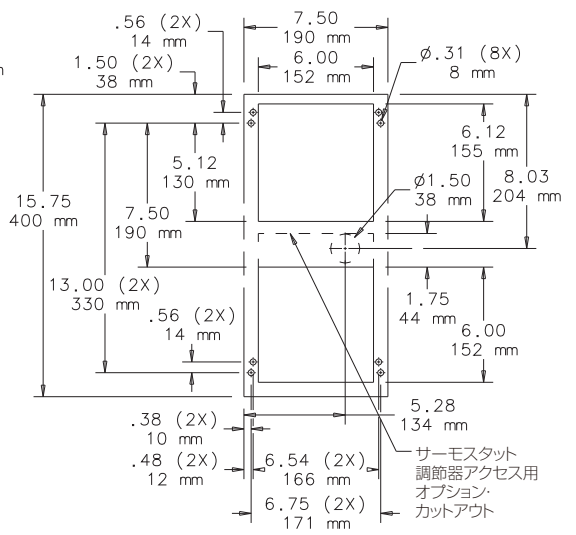 7.50
190 mm
.56 (2X)
14 mm
6.00
152 mm
ø.31 (8X)
8 mm
1.50 (2X)
38 mm
m
6.12
155 mm
5.12
130 mm
8.03
204 mm
ø1.50
38 mm
15.75
400 mm
7.50
190 mm
13.00 (2X)
330 mm
1.75
44 mm
.56 (2X)
14 mm
6.00
152 mm
5.28
134 mm
.38 (2X)
10 mm
.48 (2X)
12 mm
6.54 (2X)
166 mm
6.75 (2X)
171 mm
サーモスタット
調節器アクセス用
オプション・
カットアウト